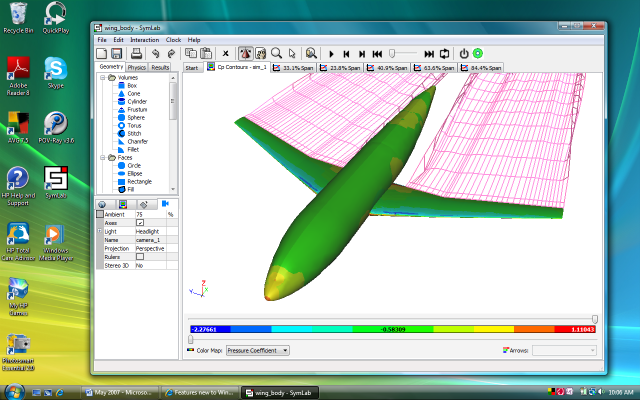 Recycle Bin
QuickPlay
Adobe Reader 8
Skype
AVG 7.5
POV-Ray v3.6
HP Help and Support
SymLab
HP Total Care Advisor
Windows Media Player
My HP Games
Photosmart Essential 2.0
wing_body - SymLab
File Edit Interaction Clock Help
Geometry Physics Results
Start Cp Contours - sim_1 33.1% Span 23.8% Span 40.9% Span 63.6% Span 84.4% Span
Volumes
Box
Cone
Cylinder
Frustum
Sphere
Torus
Stitch
Chamfer
Fillet
Faces
Circle
Ellipse
Rectangle
Fill
Ambient 75 %
Axes
Light Headlight
Name camera_1
Projection Perspective
Rulers
Stereo 3D No
Z
Y X
-2.27661 -0.58309 1.11043
Color Map: Pressure Coefficient Arrows:
May 2007 - Microso... Features new to Win... wing_body - SymLab 10:06 AM